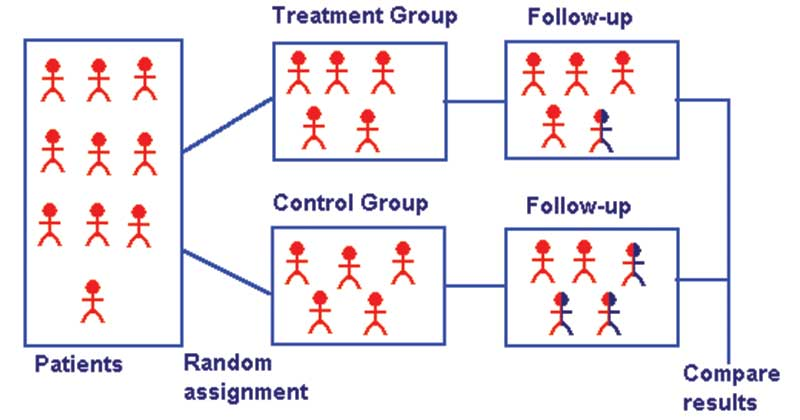 Treatment Group
Follow-up
Control Group
Follow-up
Patients
Random
assignment
Compare
results